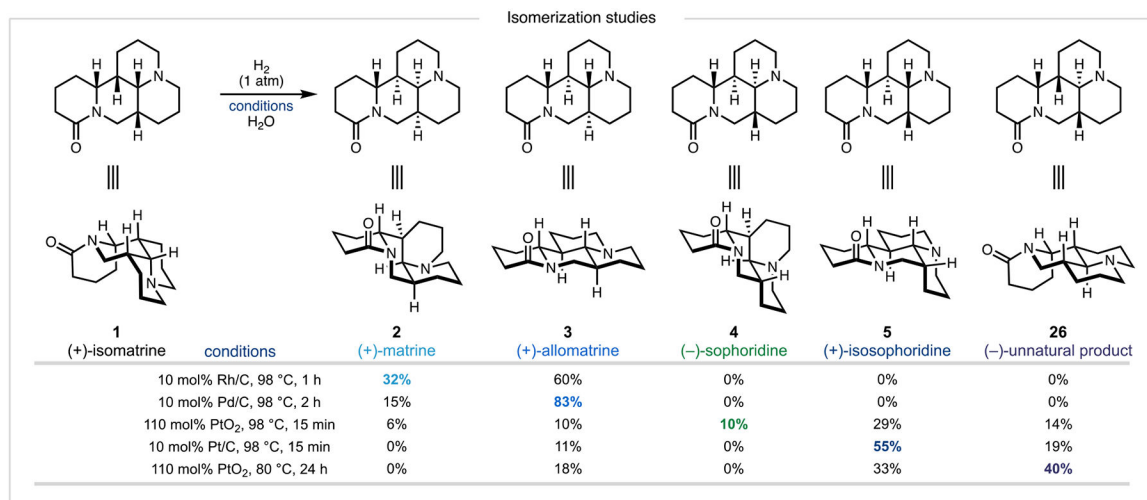 Isomerization studies
H₂
(1 atm)
conditions
H₂O
H H H H N N O
H H H H N N O
H H H H N N O
H H H H N N O
H H H H N N O
H H H H N N O
O N H H H H N
O H H N H N H
O H H N H N H
O H H N H N H
O H H N H N H
O N H H N H
1 2 3 4 5 26
(+)-isomatrine conditions (+)-matrine (+)-allomatrine (–)-sophoridine (+)-isosophoridine (–)-unnatural product
10 mol% Rh/C, 98 °C, 1 h 32% 60% 0% 0% 0%
10 mol% Pd/C, 98 °C, 2 h 15% 83% 0% 0% 0%
110 mol% PtO₂, 98 °C, 15 min 6% 10% 10% 29% 14%
10 mol% Pt/C, 98 °C, 15 min 0% 11% 0% 55% 19%
110 mol% PtO₂, 80 °C, 24 h 0% 18% 0% 33% 40%